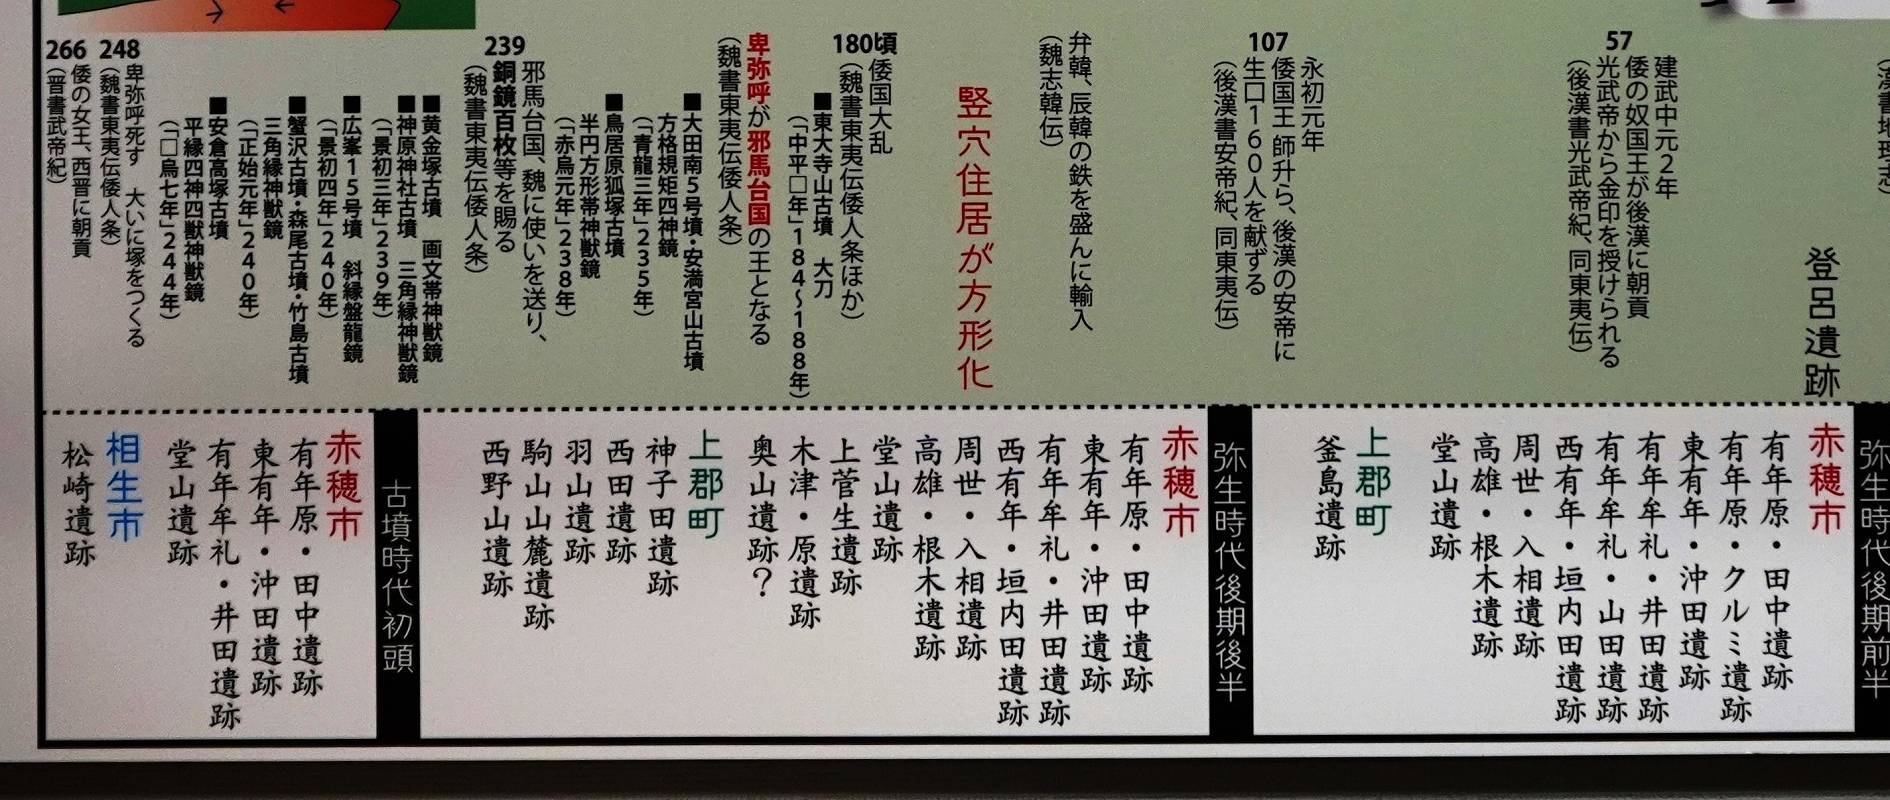 登呂遺跡
57
建武中元2年
倭の奴国王が後漢に朝貢
光武帝から金印を授けられる
(後漢書光武帝紀、同東夷伝)
107
永初元年
倭国王 師升ら、後漢の安帝に
生口160人を献ずる
(後漢書安帝紀、同東夷伝)
弁韓、辰韓の鉄を盛んに輸入
(魏志韓伝)
竪穴住居が方形化
180頃
倭国大乱
(魏書東夷伝倭人条ほか)
■東大寺山古墳 大刀
(「中平□年」184~188年)
卑弥呼が邪馬台国の王となる
(魏書東夷伝倭人条)
■大田南5号墳・安満宮山古墳
方格規矩四神鏡
(「青龍三年」235年)
■鳥居原狐塚古墳
半円方形帯神獣鏡
(「赤烏元年」238年)
239
邪馬台国、魏に使いを送り、
銅鏡百枚等を賜る
(魏書東夷伝倭人条)
■黄金塚古墳 画文帯神獣鏡
■神原神社古墳 三角縁神獣鏡
(「景初三年」239年)
■広峯15号墳 斜縁盤龍鏡
(「景初四年」240年)
■蟹沢古墳・森尾古墳・竹島古墳
三角縁神獣鏡
(「正始元年」240年)
■安倉高塚古墳
平縁四神四獣神獣鏡
(「□烏七年」244年)
248
卑弥呼死す 大いに塚をつくる
(魏書東夷伝倭人条)
266
倭の女王、西晋に朝貢
(晋書武帝紀)
弥生時代後期前半
赤穂市
有年原・田中遺跡
有年原・クルミ遺跡
東有年・沖田遺跡
有年牟礼・井田遺跡
有年牟礼・山田遺跡
西有年・垣内田遺跡
周世・入相遺跡
高雄・根木遺跡
堂山遺跡
上郡町
釜島遺跡
弥生時代後期後半
赤穂市
有年原・田中遺跡
東有年・沖田遺跡
有年牟礼・井田遺跡
西有年・垣内田遺跡
周世・入相遺跡
高雄・根木遺跡
堂山遺跡
上菅生遺跡
木津・原遺跡
奥山遺跡?
上郡町
神子田遺跡
西田遺跡
羽山遺跡
駒山山麓遺跡
西野山遺跡
古墳時代初頭
赤穂市
有年原・田中遺跡
東有年・沖田遺跡
有年牟礼・井田遺跡
堂山遺跡
相生市
松崎遺跡